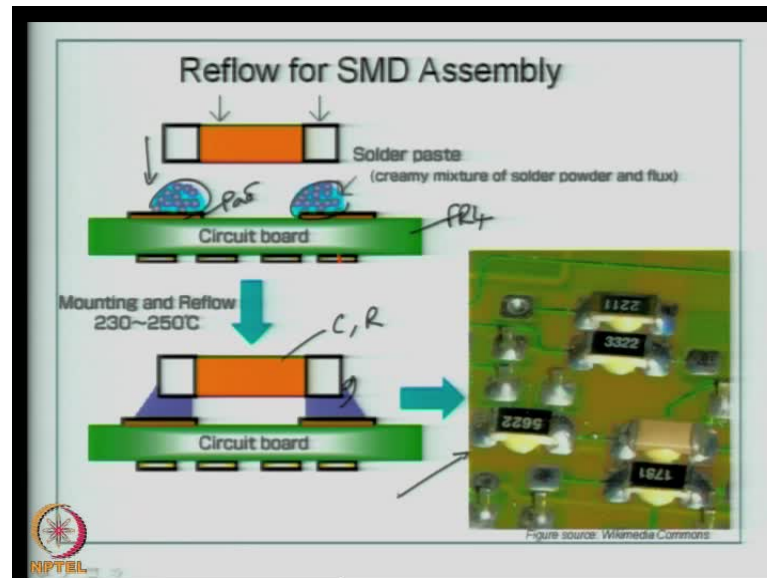 Reflow for SMD Assembly
Solder paste
(creamy mixture of solder powder and flux)
Pad
FR4
Circuit board
Mounting and Reflow
230~250℃
C, R
Circuit board
2211
3322
5622
1781
Figure source: Wikimedia Commons
NPTEL